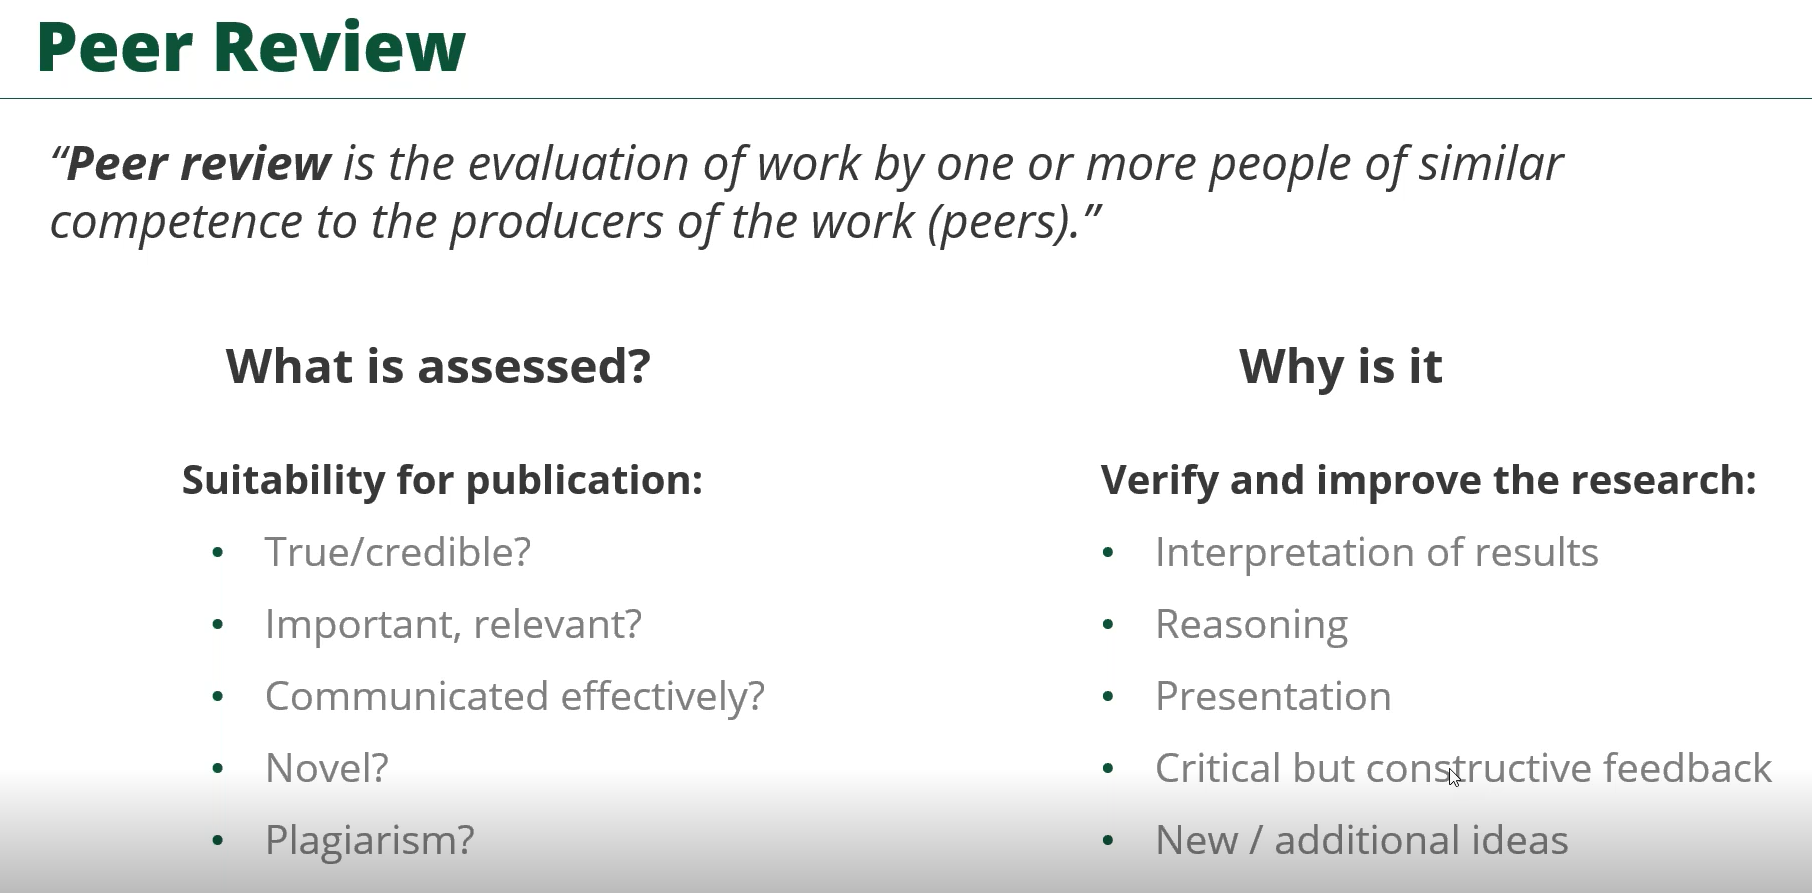 Peer Review
“Peer review is the evaluation of work by one or more people of similar
competence to the producers of the work (peers).”
What is assessed?
Suitability for publication:
• True/credible?
• Important, relevant?
• Communicated effectively?
• Novel?
• Plagiarism?
Why is it
Verify and improve the research:
• Interpretation of results
• Reasoning
• Presentation
• Critical but constructive feedback
• New / additional ideas